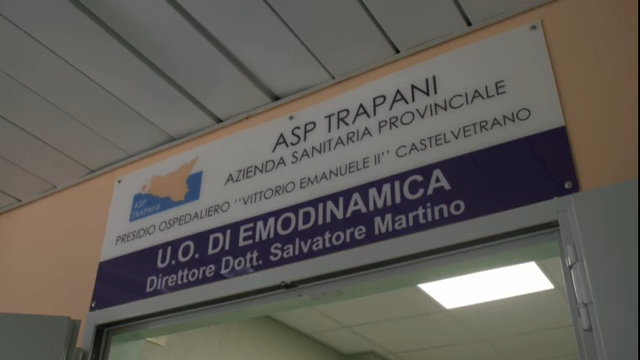 ASP TRAPANI
AZIENDA SANITARIA PROVINCIALE
ASP
TRAPANI
PRESIDIO OSPEDALIERO "VITTORIO EMANUELE II" CASTELVETRANO
U.O. DI EMODINAMICA
Direttore Dott. Salvatore Martino